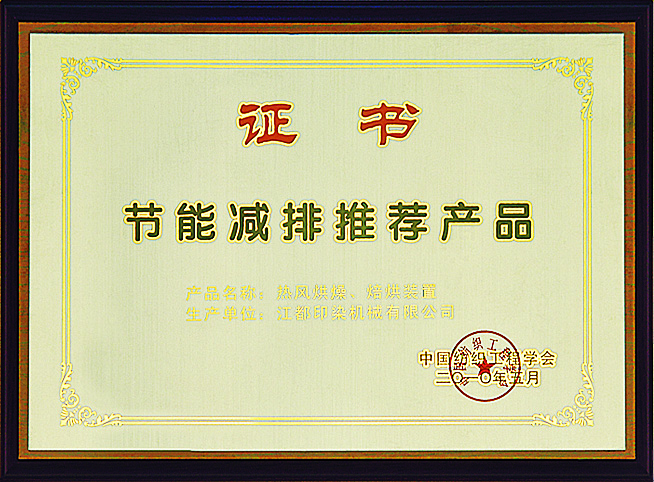 证 书
节能减排推荐产品
产品名称：热风烘燥、焙烘装置
生产单位：江都印染机械有限公司
中国纺织工程学会
二〇一〇年五月